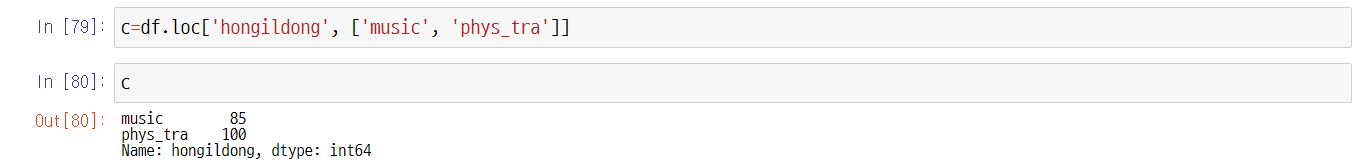 In [79]: c=df.loc['hongildong', ['music', 'phys_tra']]
In [80]: c
Out[80]: music 85
phys_tra 100
Name: hongildong, dtype: int64